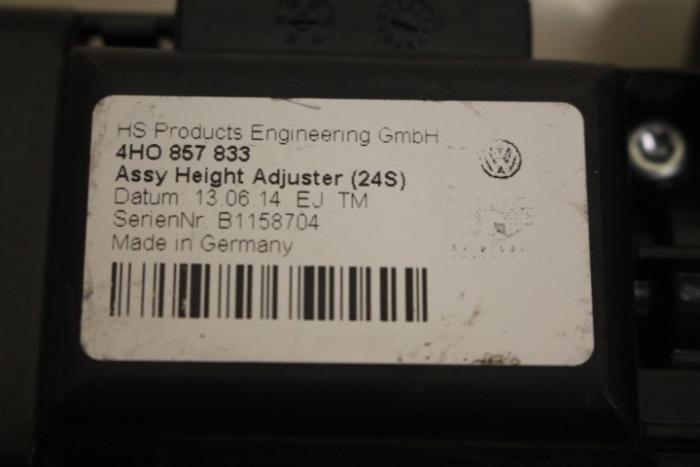 HS Products Engineering GmbH
4HO 857 833
Assy Height Adjuster (24S)
Datum: 13.06.14 EJ TM
SerienNr. B1158704
Made in Germany